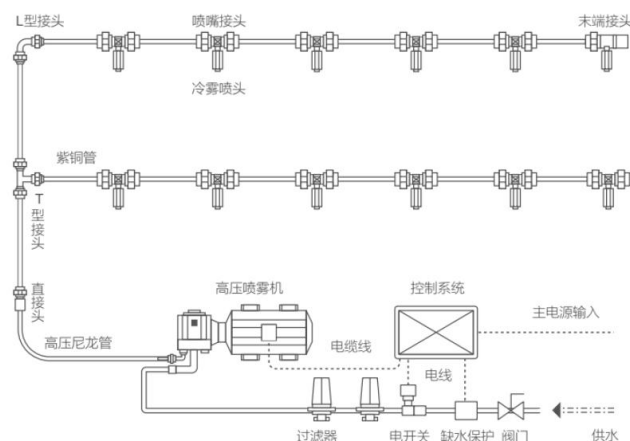 L型接头
喷嘴接头
末端接头
冷雾喷头
紫铜管
T型接头
直接头
高压喷雾机
控制系统
主电源输入
高压尼龙管
电缆线
电线
过滤器
电开关
缺水保护
阀门
供水